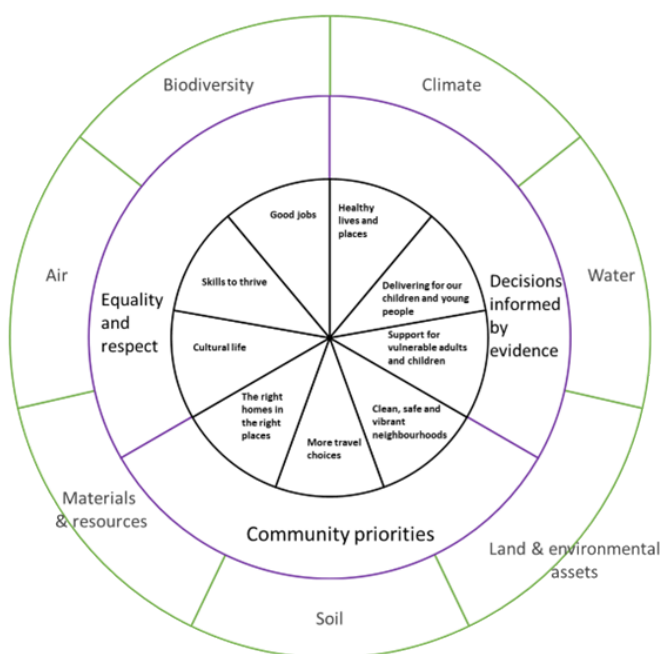 Biodiversity
Climate
Air
Water
Materials
& resources
Land & environmental
assets
Soil
Equality
and
respect
Decisions
informed
by
evidence
Community priorities
Good jobs
Healthy
lives and
places
Skills to thrive
Delivering for our
children and young
people
Cultural life
Support for
vulnerable adults
and children
The right
homes in
the right
places
More travel
choices
Clean, safe and
vibrant
neighbourhoods